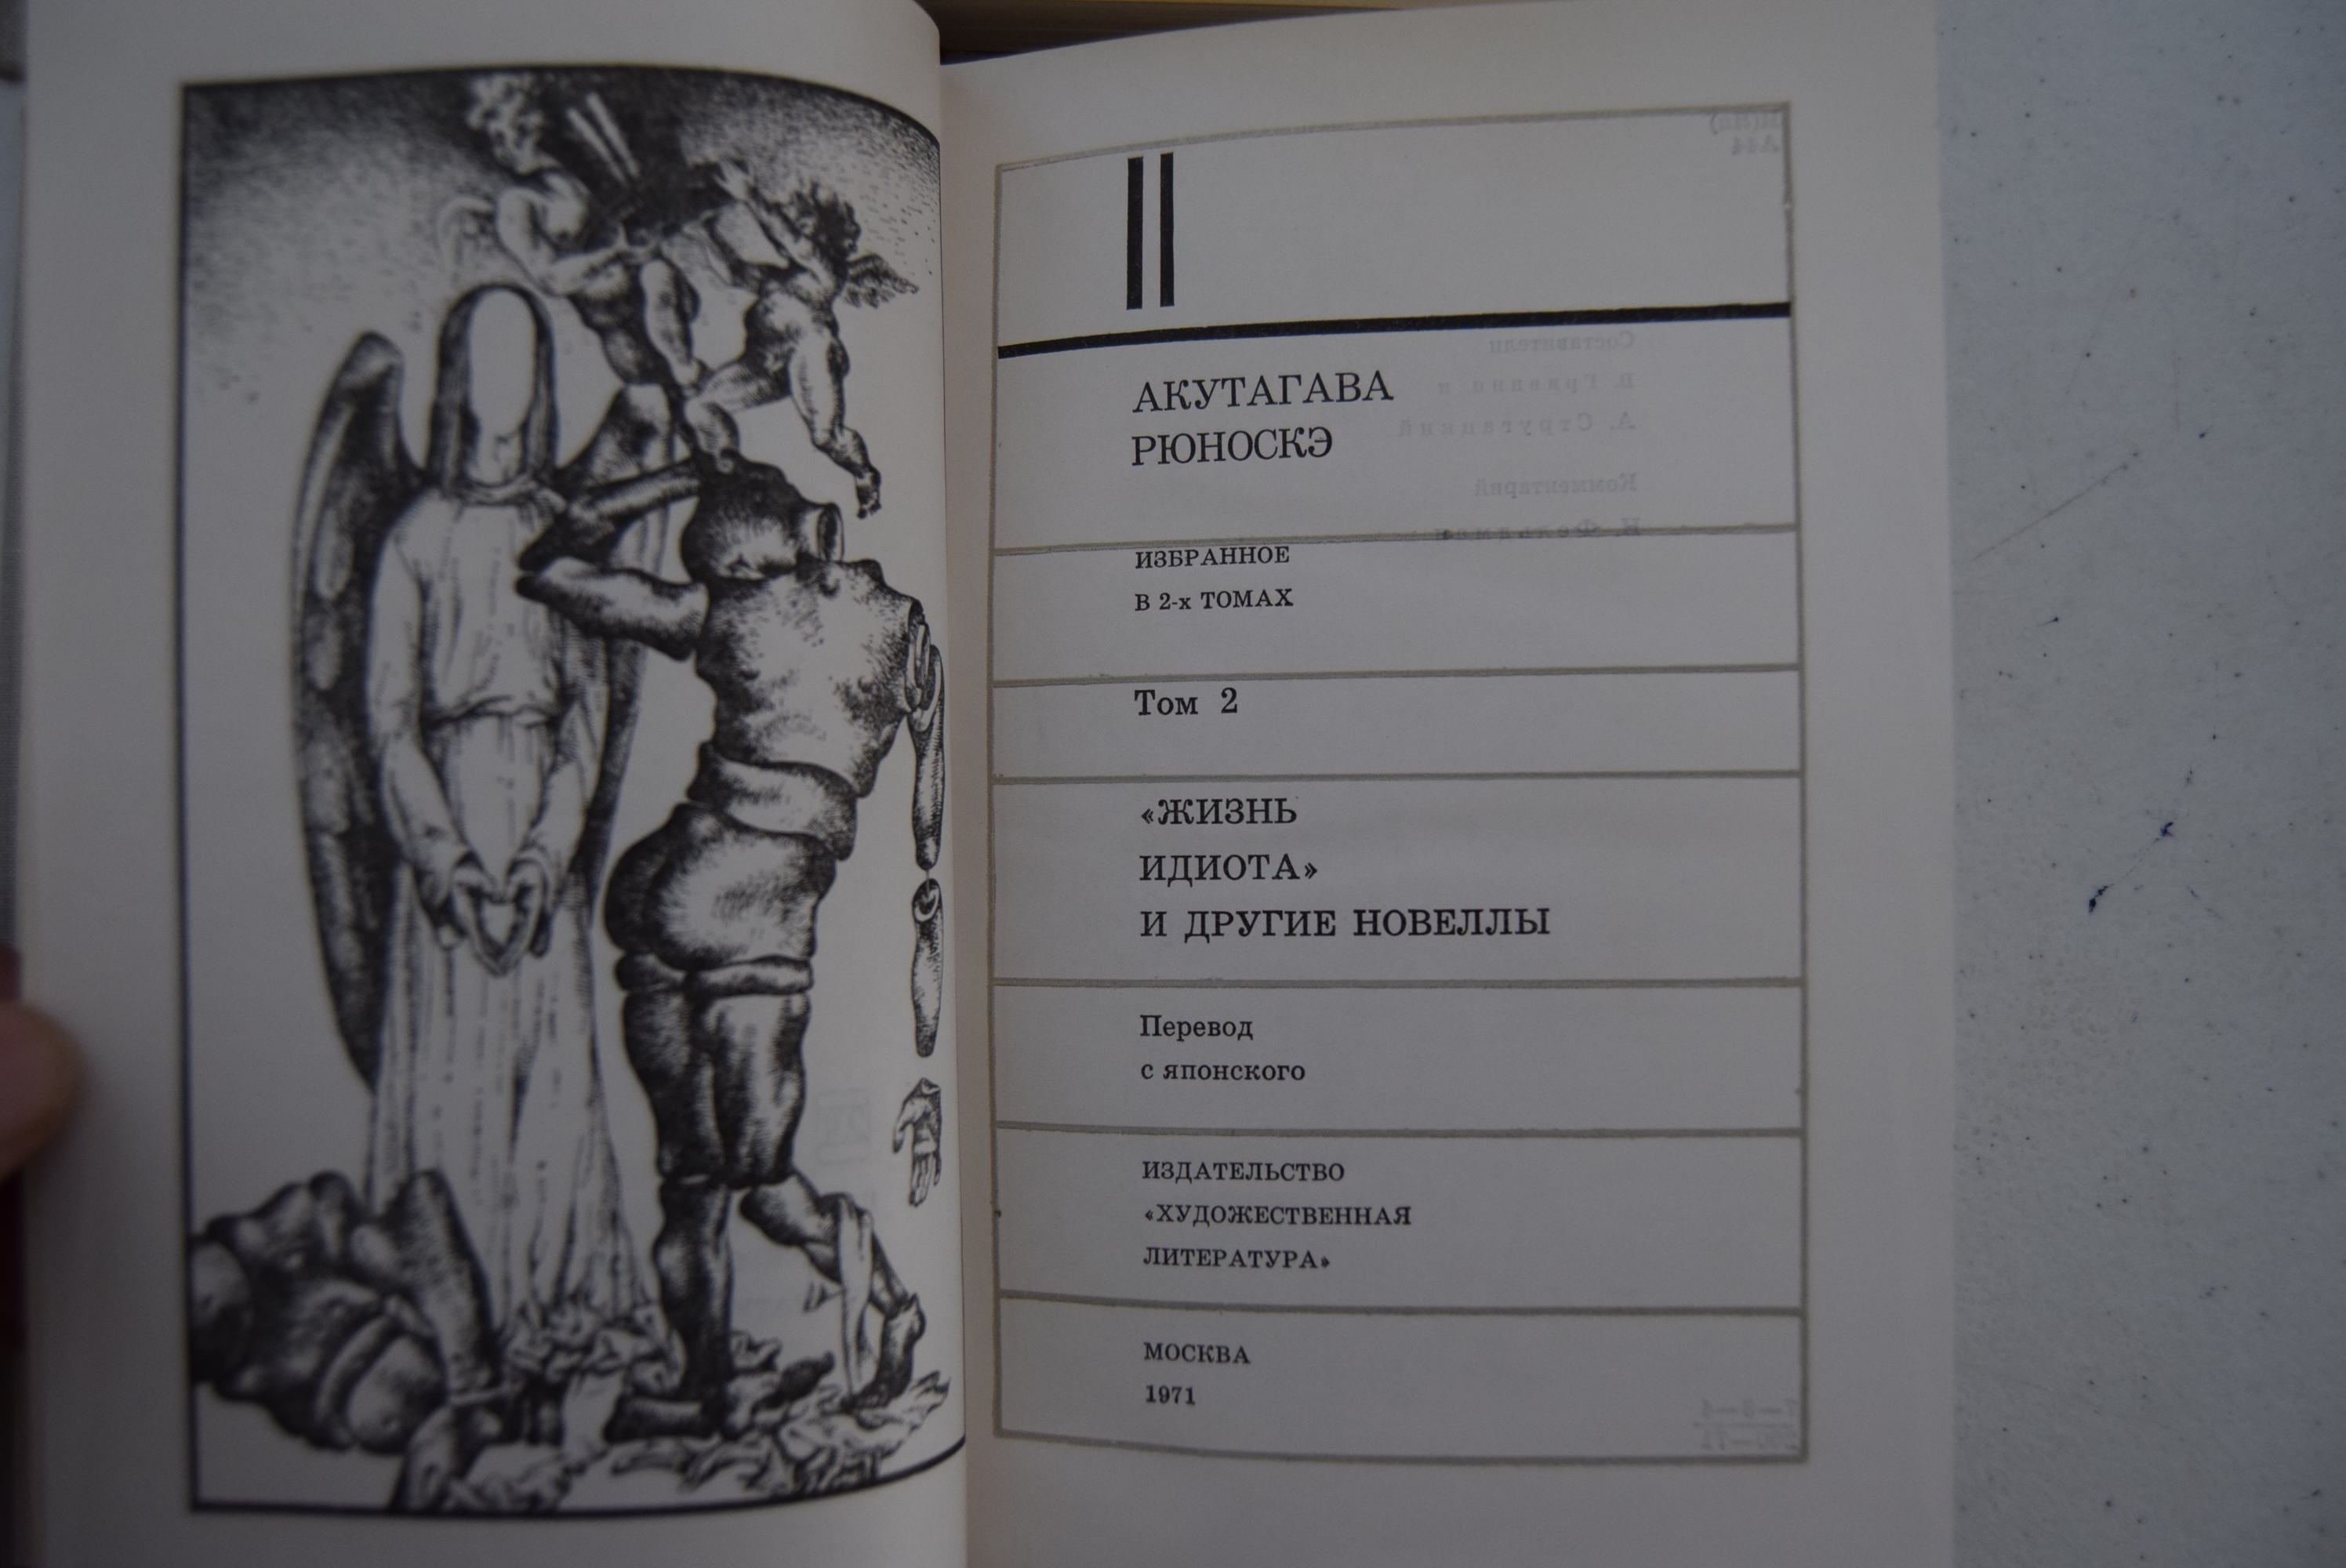 II
АКУТАГАВА
РЮНОСКЭ
ИЗБРАННОЕ
В 2-х ТОМАХ
Том 2
«ЖИЗНЬ
ИДИОТА»
И ДРУГИЕ НОВЕЛЛЫ
Перевод
с японского
ИЗДАТЕЛЬСТВО
«ХУДОЖЕСТВЕННАЯ
ЛИТЕРАТУРА»
МОСКВА
1971